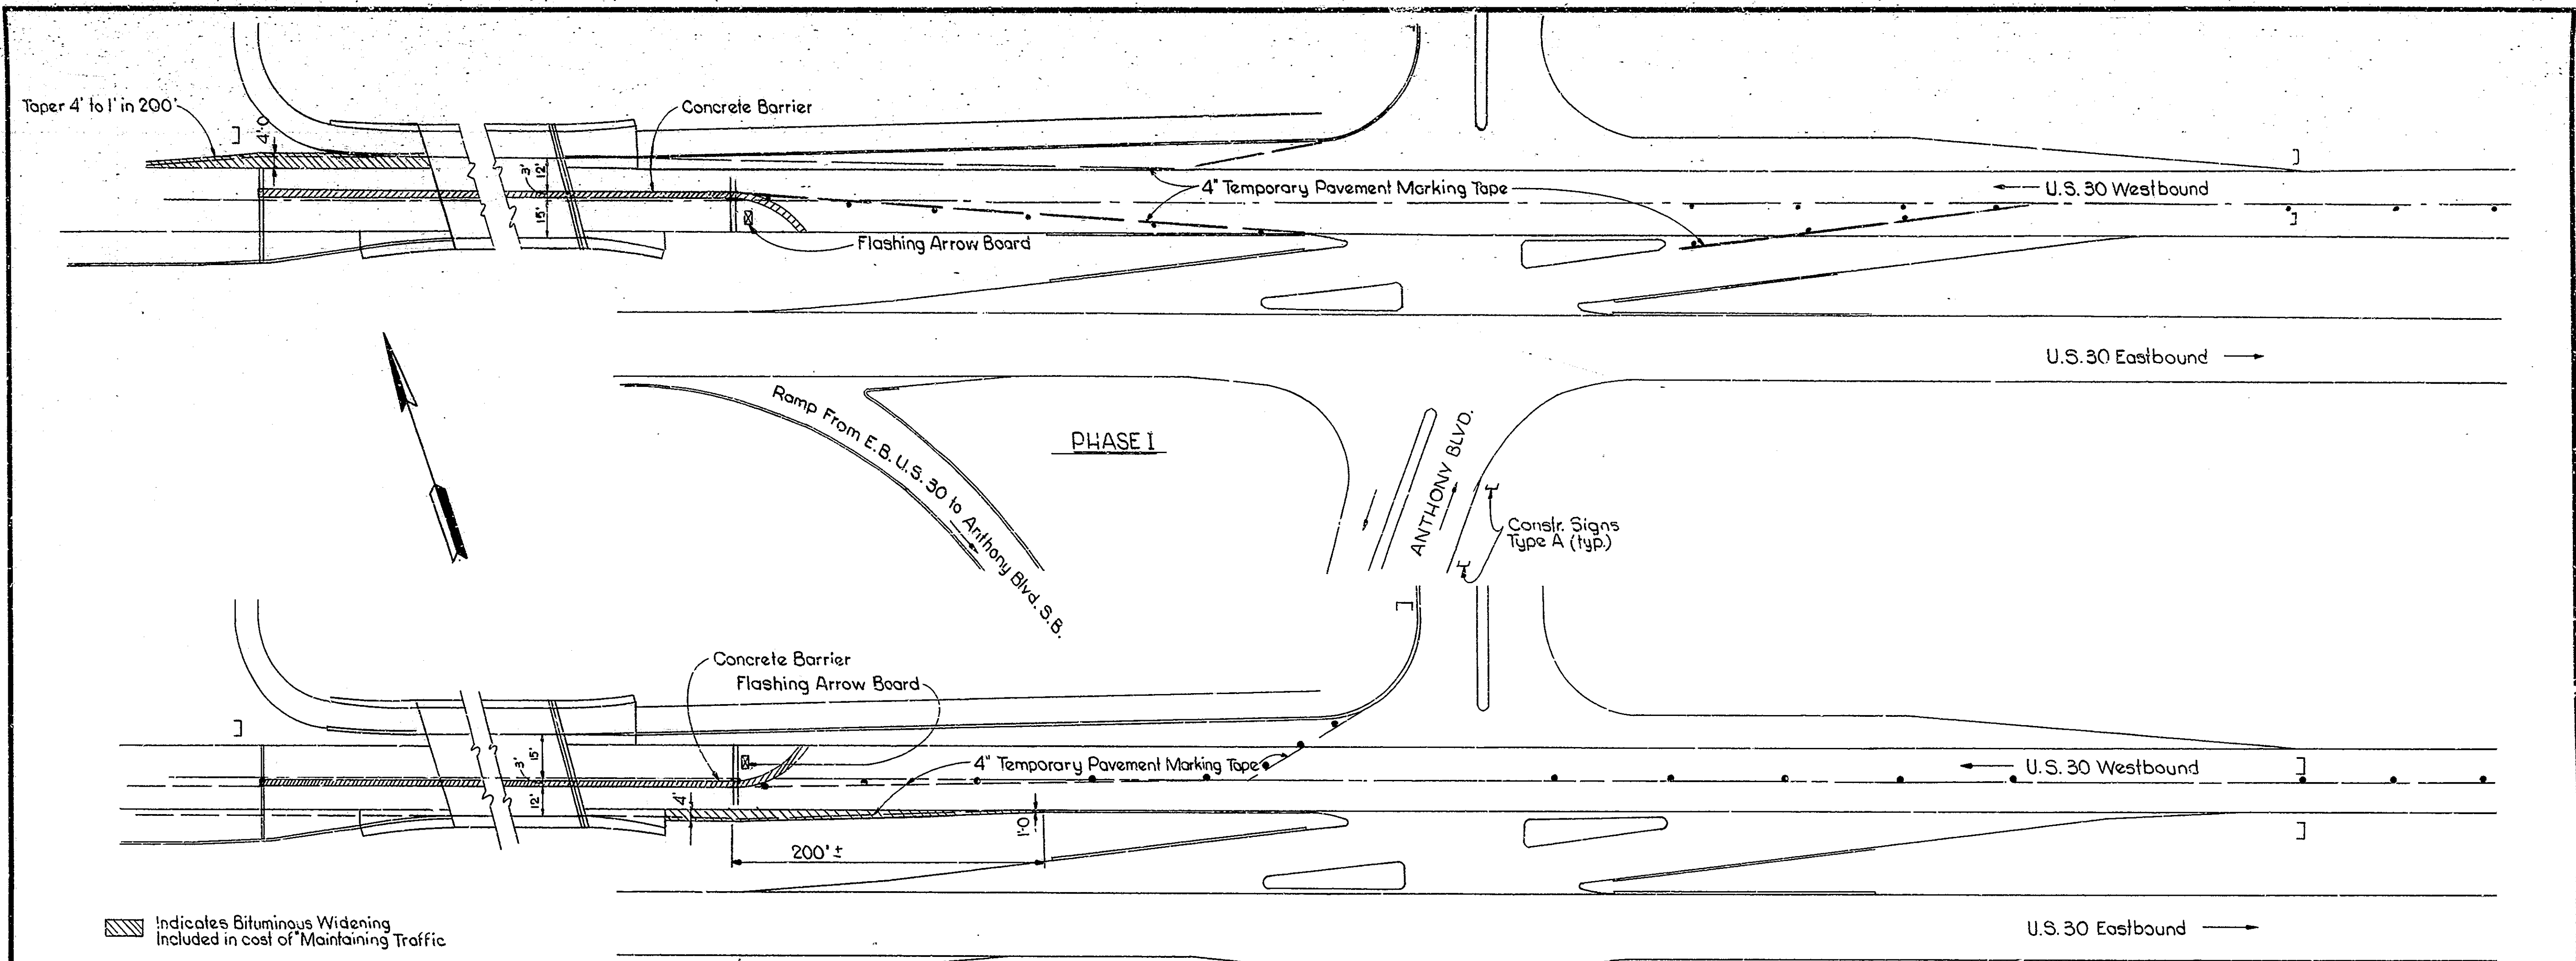 Taper 4' to 1' in 200'
4'-0
Concrete Barrier
3'
12'
15'
4" Temporary Pavement Marking Tape
U.S. 30 Westbound
Flashing Arrow Board
U.S. 30 Eastbound
Ramp From E.B. U.S. 30 to Anthony Blvd. S.B.
PHASE I
ANTHONY BLVD.
Constr. Signs
Type A (typ.)
Concrete Barrier
Flashing Arrow Board
3'
15'
12'
4" Temporary Pavement Marking Tape
U.S. 30 Westbound
4'
1'-0
200' ±
Indicates Bituminous Widening
Included in cost of "Maintaining Traffic
U.S. 30 Eastbound